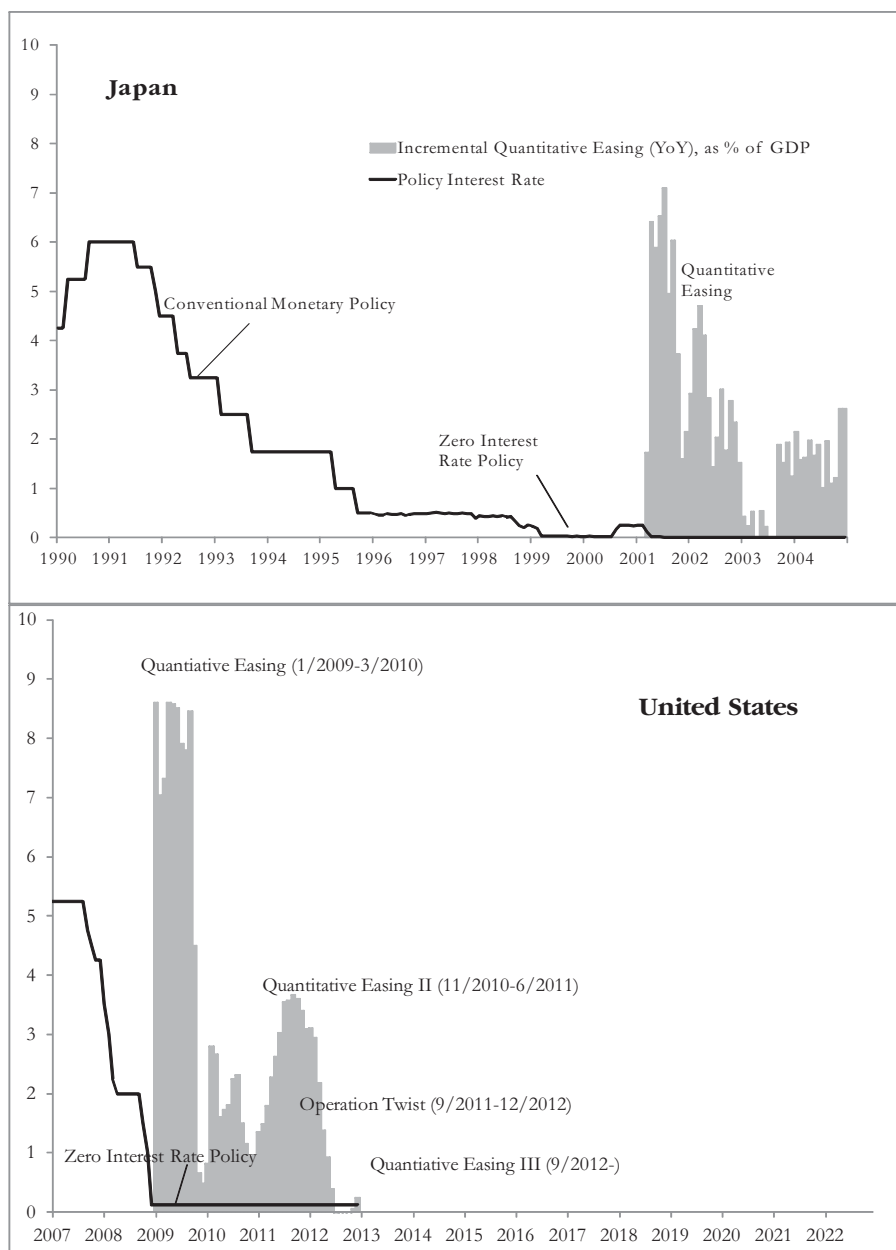 10
Japan
9
8
Incremental Quantitative Easing (YoY), as % of GDP
Policy Interest Rate
7
6
Quantitative
Easing
5
Conventional Monetary Policy
4
3
2
Zero Interest
Rate Policy
1
0
1990 1991 1992 1993 1994 1995 1996 1997 1998 1999 2000 2001 2002 2003 2004
10
Quantiative Easing (1/2009-3/2010)
9
United States
8
7
6
5
4
Quantitative Easing II (11/2010-6/2011)
3
2
Operation Twist (9/2011-12/2012)
1
Zero Interest Rate Policy
Quantiative Easing III (9/2012-)
0
2007 2008 2009 2010 2011 2012 2013 2014 2015 2016 2017 2018 2019 2020 2021 2022